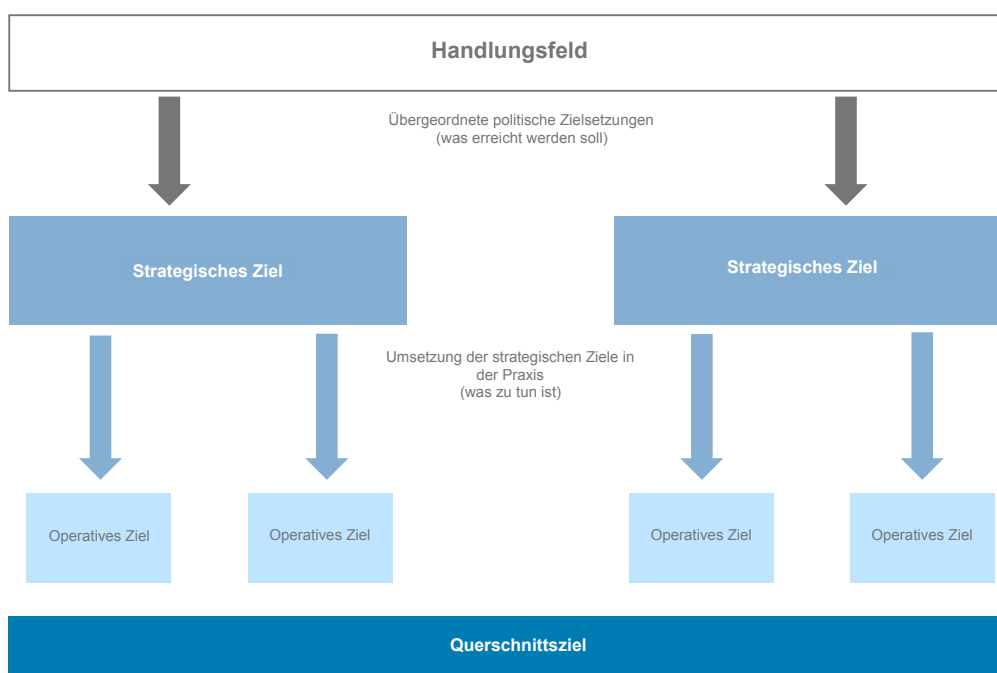 Handlungsfeld
Übergeordnete politische Zielsetzungen
(was erreicht werden soll)
Strategisches Ziel
Strategisches Ziel
Umsetzung der strategischen Ziele in
der Praxis
(was zu tun ist)
Operatives Ziel
Operatives Ziel
Operatives Ziel
Operatives Ziel
Querschnittsziel